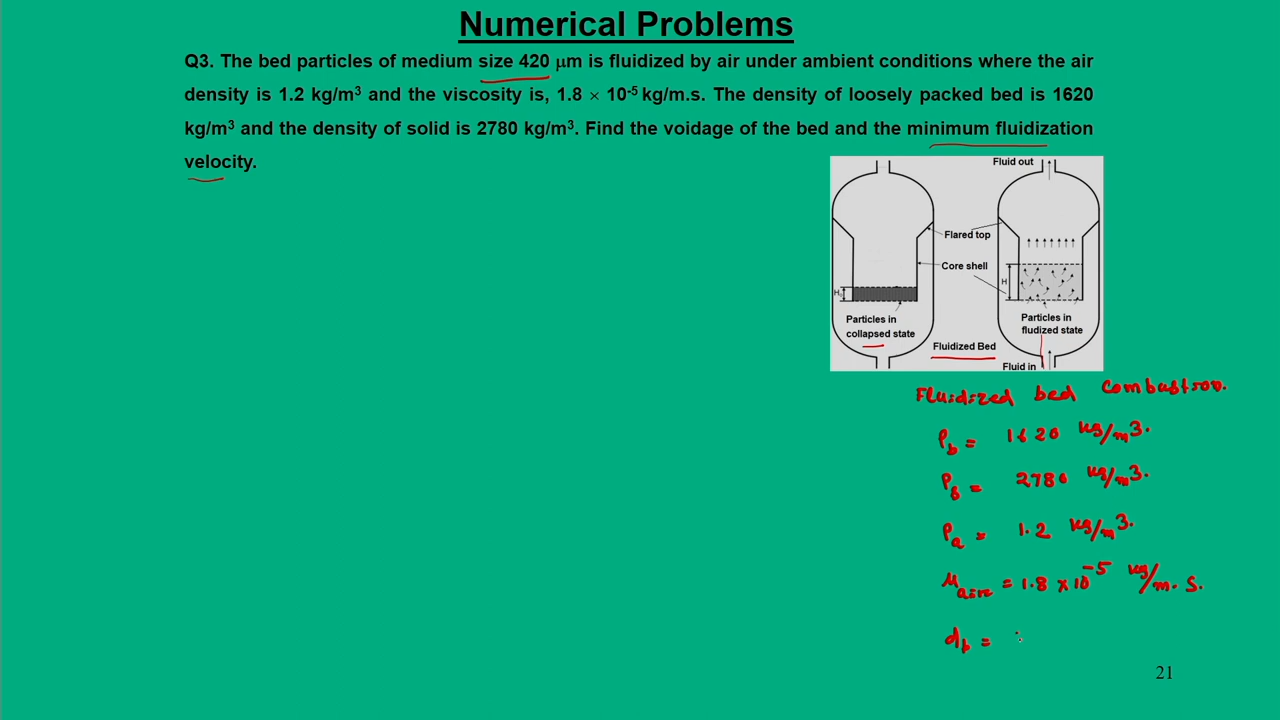 Numerical Problems
Q3. The bed particles of medium size 420 μm is fluidized by air under ambient conditions where the air
density is 1.2 kg/m³ and the viscosity is, 1.8 × 10⁻⁵ kg/m.s. The density of loosely packed bed is 1620
kg/m³ and the density of solid is 2780 kg/m³. Find the voidage of the bed and the minimum fluidization
velocity.
Fluid out
Flared top
Core shell
H
Particles in
collapsed state
Particles in
fludized state
Fluidized Bed
Fluid in
Fluidized bed combustion.
ρb = 1620 kg/m3.
ρs = 2780 kg/m3.
ρa = 1.2 kg/m3.
μair = 1.8 × 10⁻⁵ kg/m. s.
dp =
21